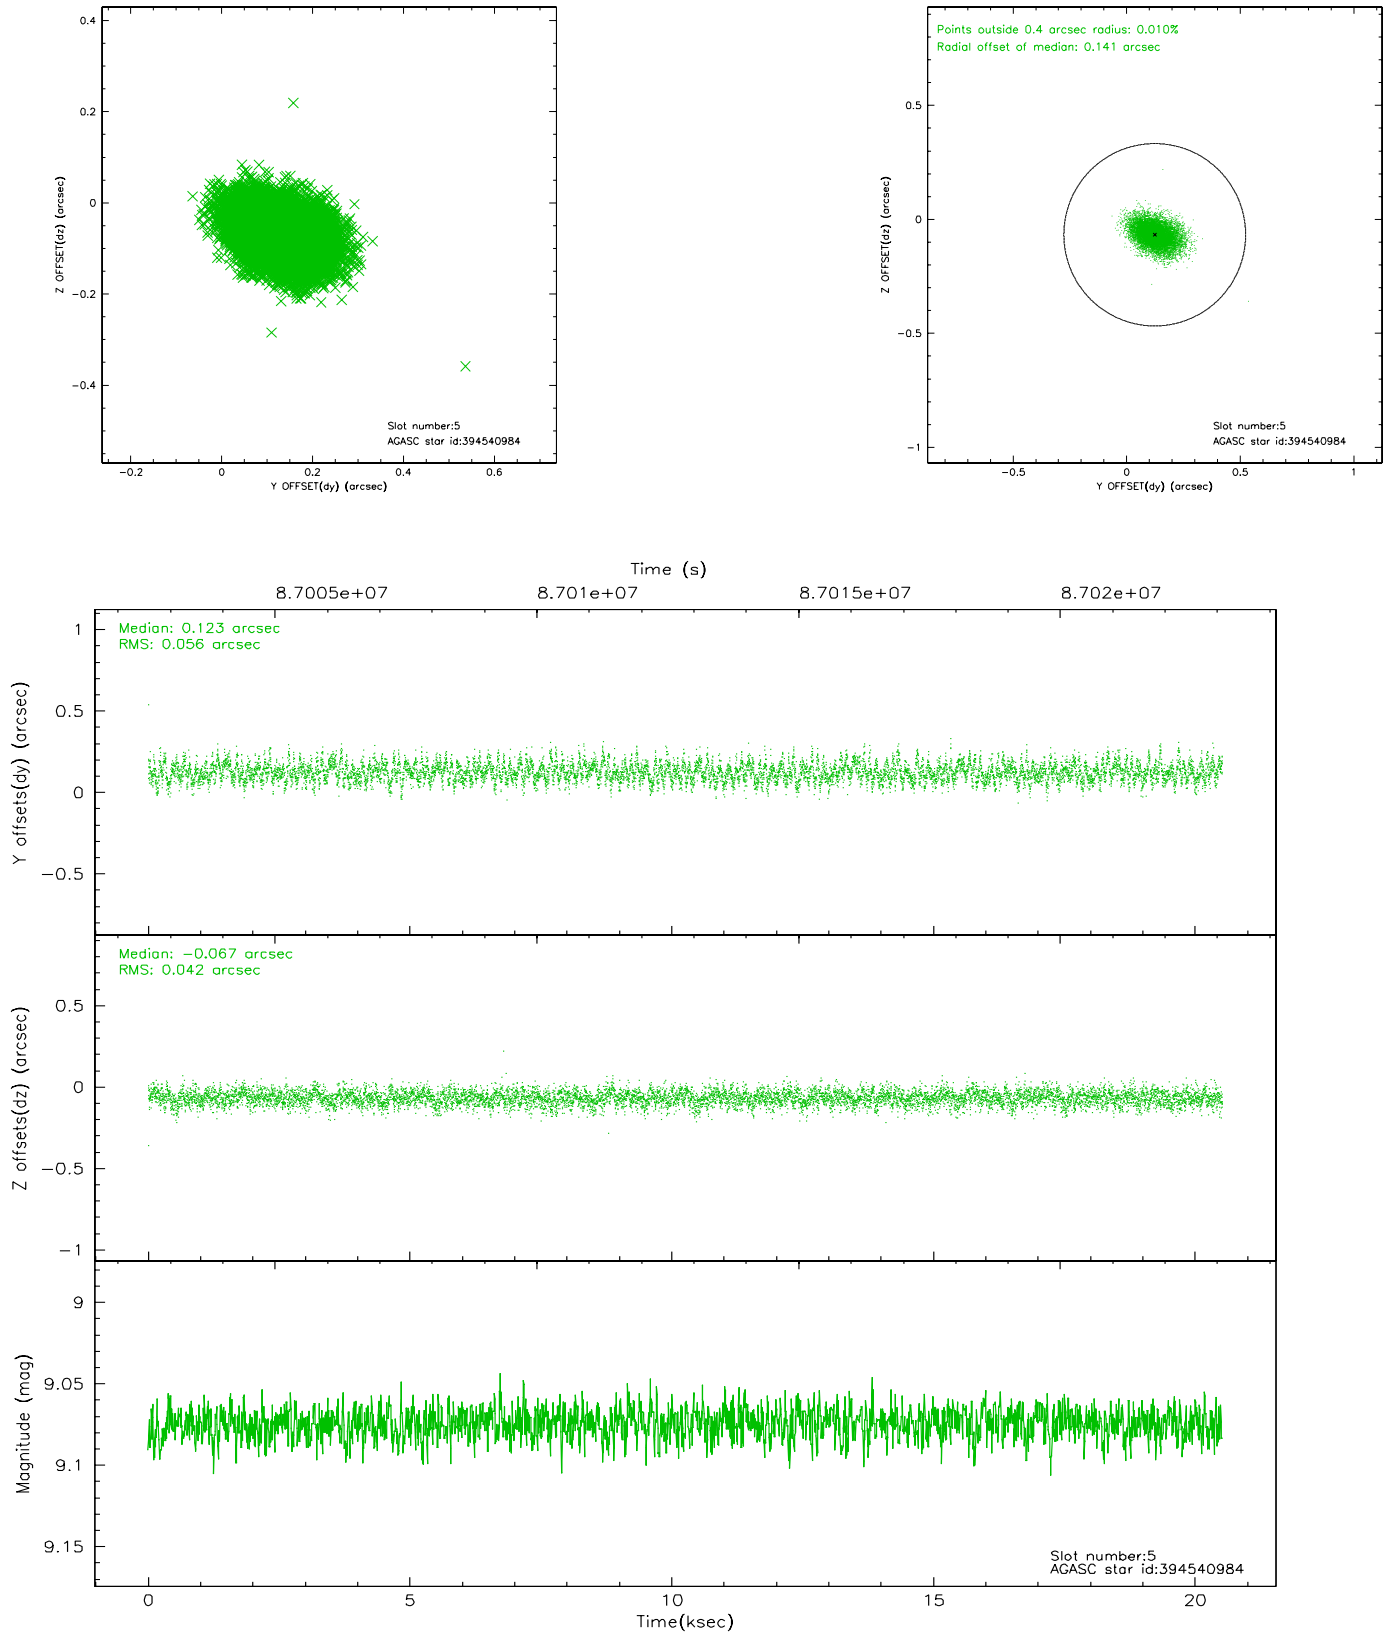 0.4
0.2
0
−0.2
−0.4
Z OFFSET(dz) (arcsec)
Slot number:5
AGASC star id:394540984
−0.2 0 0.2 0.4 0.6
Y OFFSET(dy) (arcsec)
Points outside 0.4 arcsec radius: 0.010%
Radial offset of median: 0.141 arcsec
0.5
0
−0.5
−1
Z OFFSET(dz) (arcsec)
Slot number:5
AGASC star id:394540984
−0.5 0 0.5 1
Y OFFSET(dy) (arcsec)
Time (s)
8.7005e+07 8.701e+07 8.7015e+07 8.702e+07
Median: 0.123 arcsec
RMS: 0.056 arcsec
1
0.5
0
−0.5
Y offsets(dy) (arcsec)
Median: −0.067 arcsec
RMS: 0.042 arcsec
0.5
0
−0.5
−1
Z offsets(dz) (arcsec)
9
9.05
9.1
9.15
Magnitude (mag)
Slot number:5
AGASC star id:394540984
0 5 10 15 20
Time(ksec)